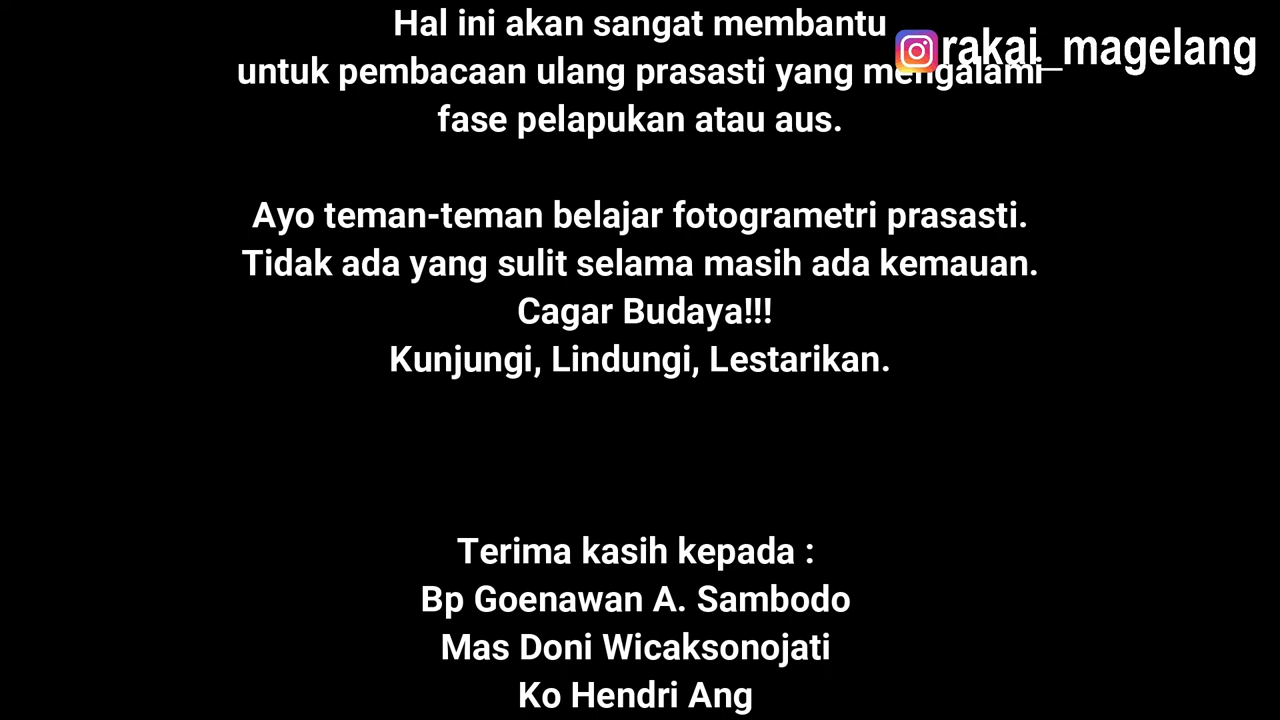 Hal ini akan sangat membantu
rakai_magelang
untuk pembacaan ulang prasasti yang mengalami
fase pelapukan atau aus.
Ayo teman-teman belajar fotogrametri prasasti.
Tidak ada yang sulit selama masih ada kemauan.
Cagar Budaya!!!
Kunjungi, Lindungi, Lestarikan.
Terima kasih kepada :
Bp Goenawan A. Sambodo
Mas Doni Wicaksonojati
Ko Hendri Ang